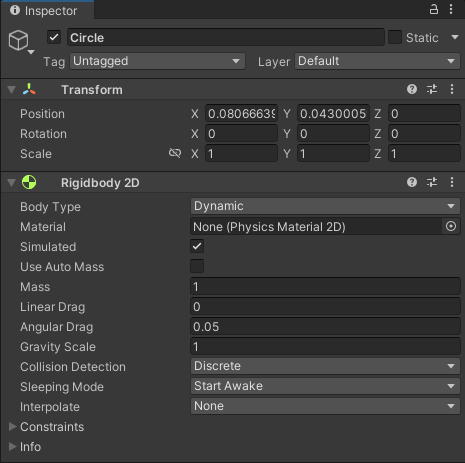 Inspector
Circle Static
Tag Untagged Layer Default
Transform
Position X 0.08066639 Y 0.0430005 Z 0
Rotation X 0 Y 0 Z 0
Scale X 1 Y 1 Z 1
Rigidbody 2D
Body Type Dynamic
Material None (Physics Material 2D)
Simulated
Use Auto Mass
Mass 1
Linear Drag 0
Angular Drag 0.05
Gravity Scale 1
Collision Detection Discrete
Sleeping Mode Start Awake
Interpolate None
Constraints
Info